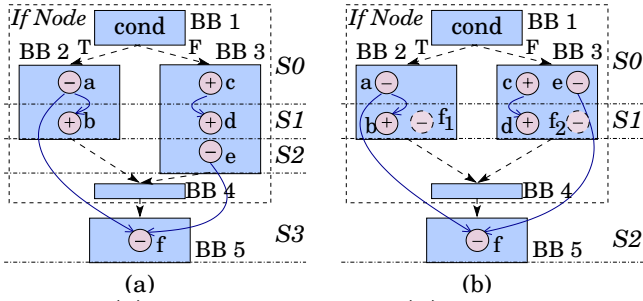 If Node
cond
BB 1
BB 2
T
F
BB 3
S0
a
c
b
d
S1
e
S2
BB 4
f
BB 5
S3
(a)
If Node
cond
BB 1
BB 2
T
F
BB 3
S0
a
c
e
b
f1
d
f2
S1
BB 4
f
BB 5
S2
(b)